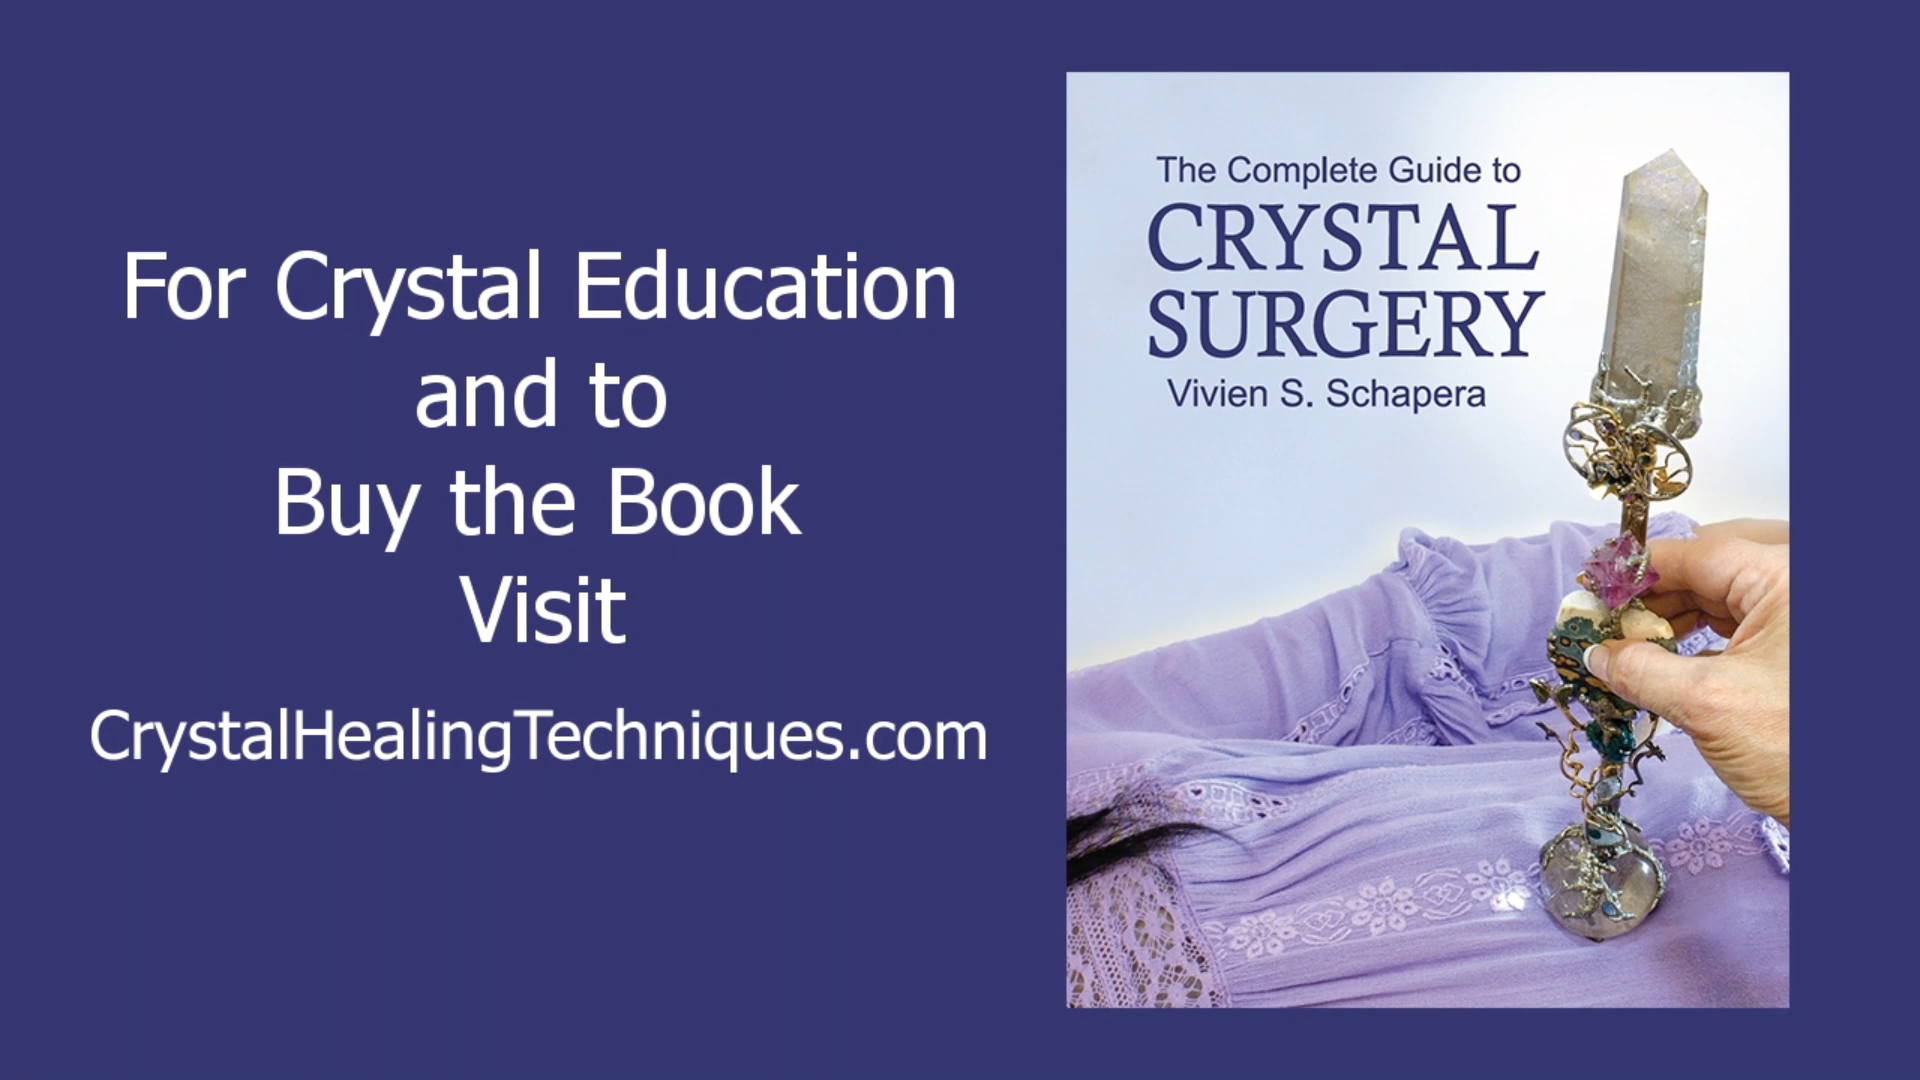 For Crystal Education
and to
Buy the Book
Visit
CrystalHealingTechniques.com
The Complete Guide to
CRYSTAL
SURGERY
Vivien S. Schapera